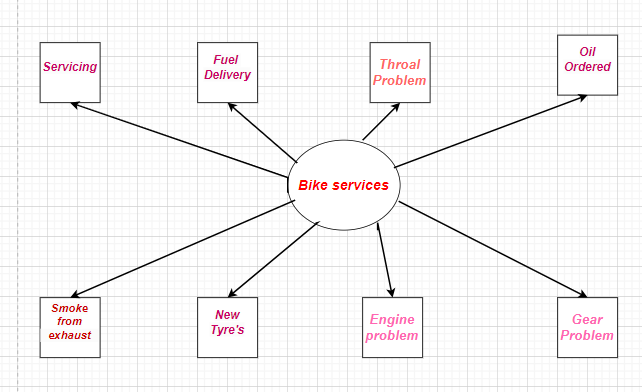 Servicing
Fuel
Delivery
Throal
Problem
Oil
Ordered
Bike services
Smoke
from
exhaust
New
Tyre's
Engine
problem
Gear
Problem